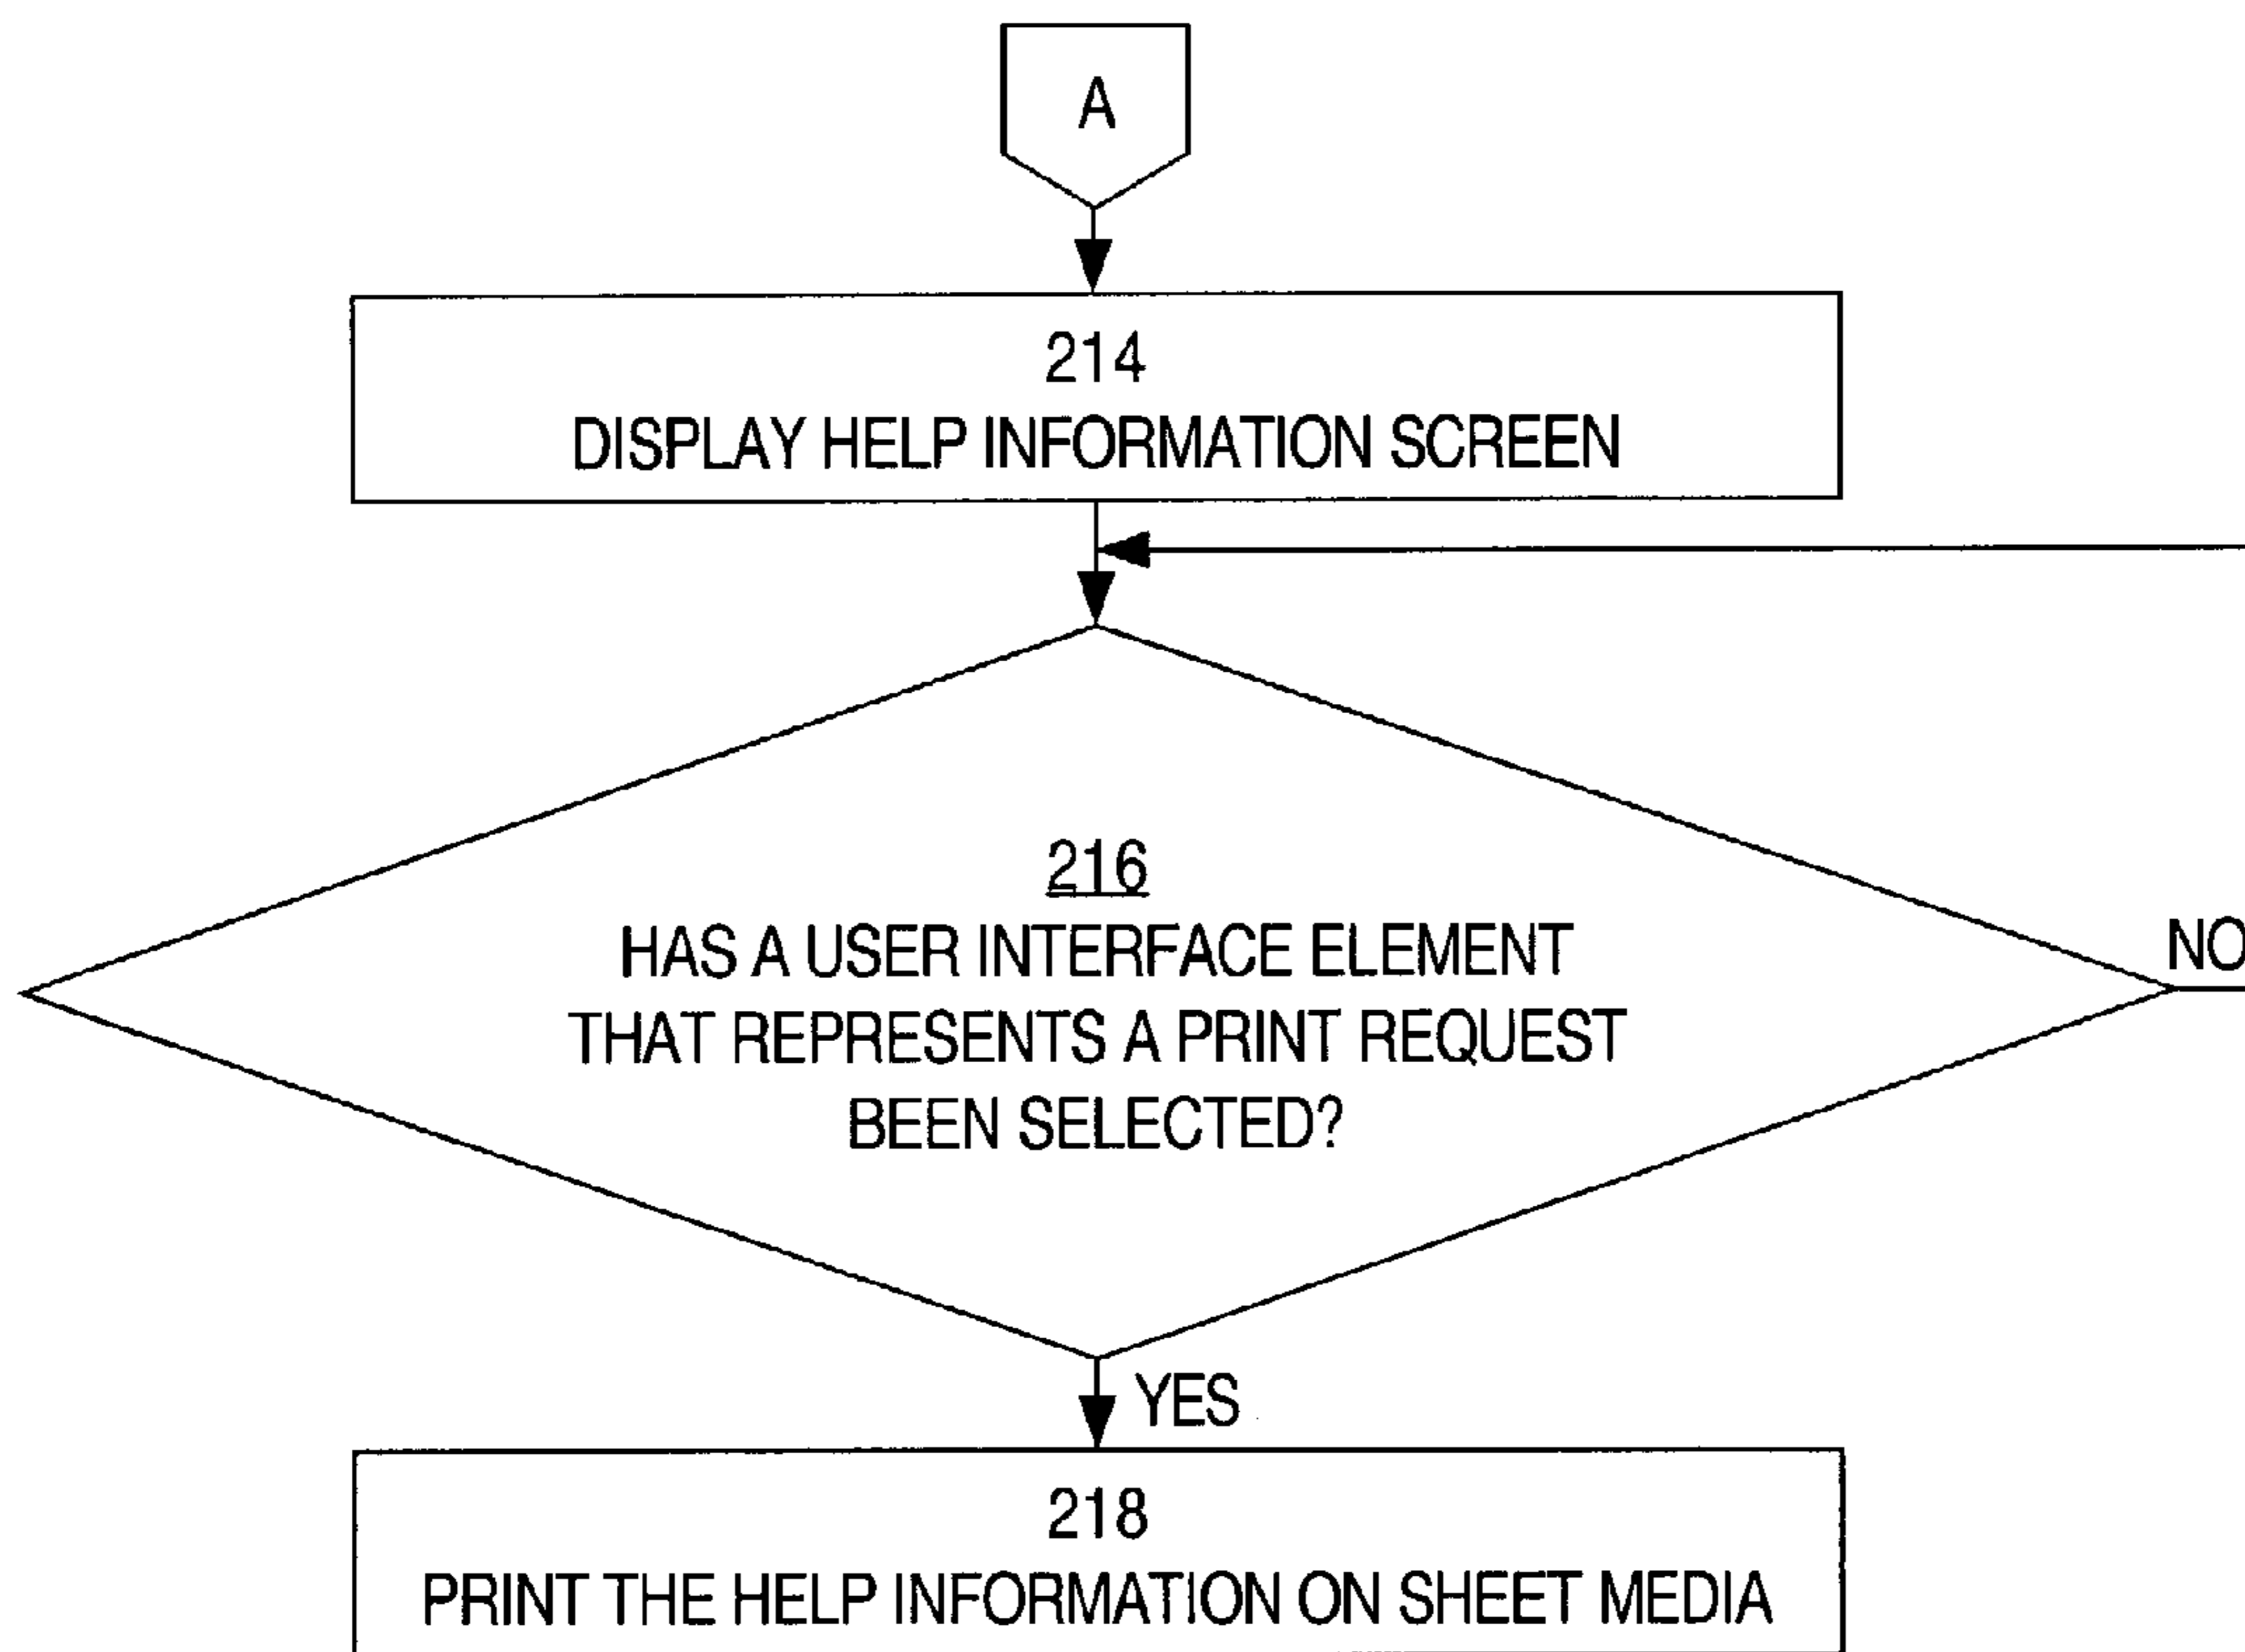 A
214
DISPLAY HELP INFORMATION SCREEN
216
HAS A USER INTERFACE ELEMENT
THAT REPRESENTS A PRINT REQUEST
BEEN SELECTED?
NO
YES
218
PRINT THE HELP INFORMATION ON SHEET MEDIA